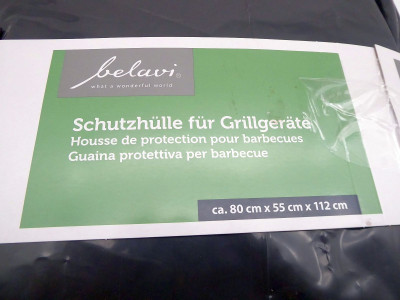 belavi®
what a wonderful world
Schutzhülle für Grillgeräte
Housse de protection pour barbecues
Guaina protettiva per barbecue
ca. 80 cm x 55 cm x 112 cm